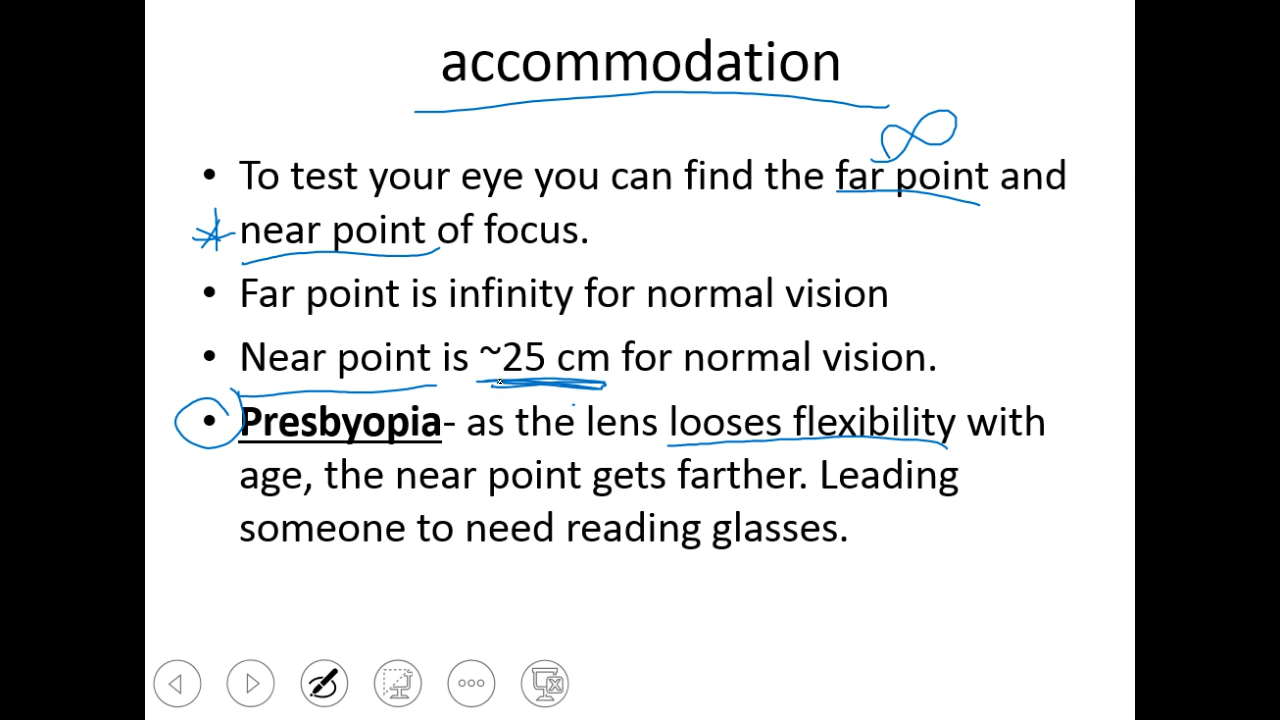 accommodation
∞
• To test your eye you can find the far point and
* near point of focus.
• Far point is infinity for normal vision
• Near point is ~25 cm for normal vision.
• Presbyopia- as the lens looses flexibility with
age, the near point gets farther. Leading
someone to need reading glasses.